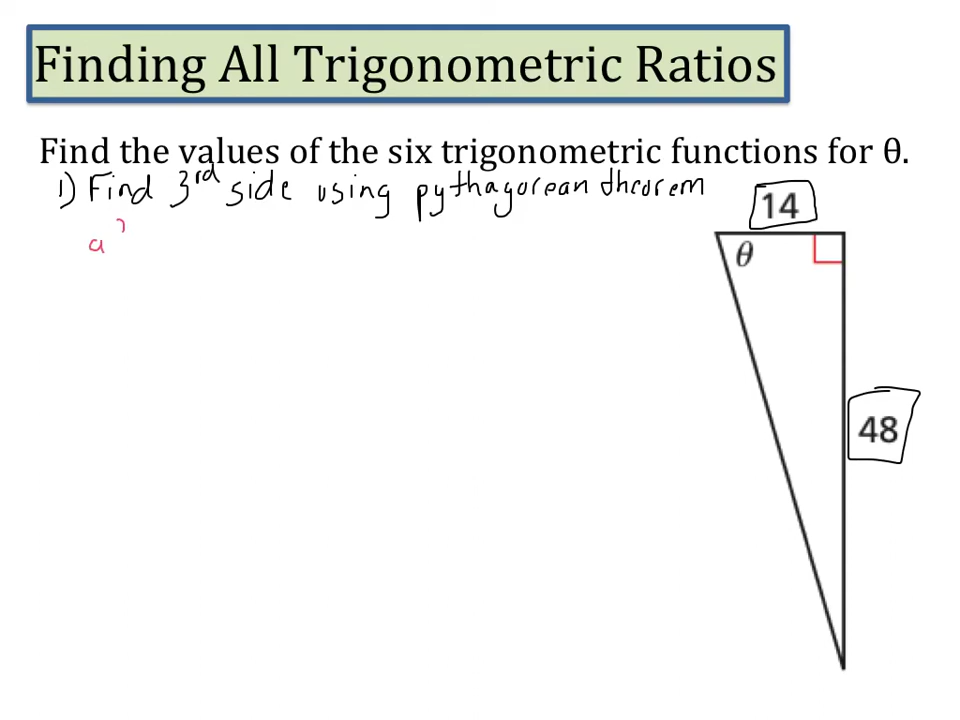 Finding All Trigonometric Ratios
Find the values of the six trigonometric functions for θ.
1) Find 3rd side using pythagorean theorem
14
a²
θ
48